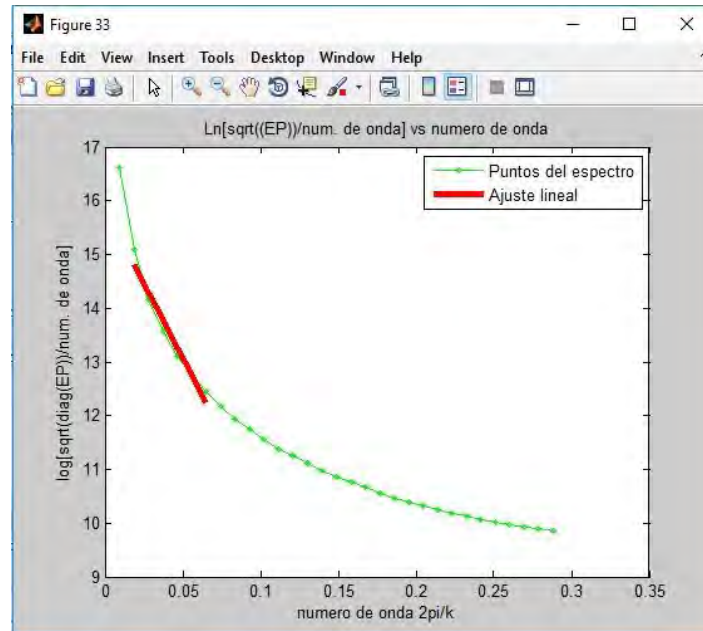 Figure 33
File Edit View Insert Tools Desktop Window Help
Ln[sqrt((EP))/num. de onda] vs numero de onda
Puntos del espectro
Ajuste lineal
log[sqrt(diag(EP))/num. de onda]
17
16
15
14
13
12
11
10
9
0 0.05 0.1 0.15 0.2 0.25 0.3 0.35
numero de onda 2pi/k